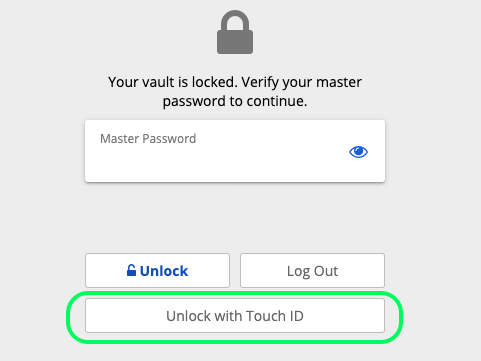 Your vault is locked. Verify your master
password to continue.
Master Password
Unlock
Log Out
Unlock with Touch ID